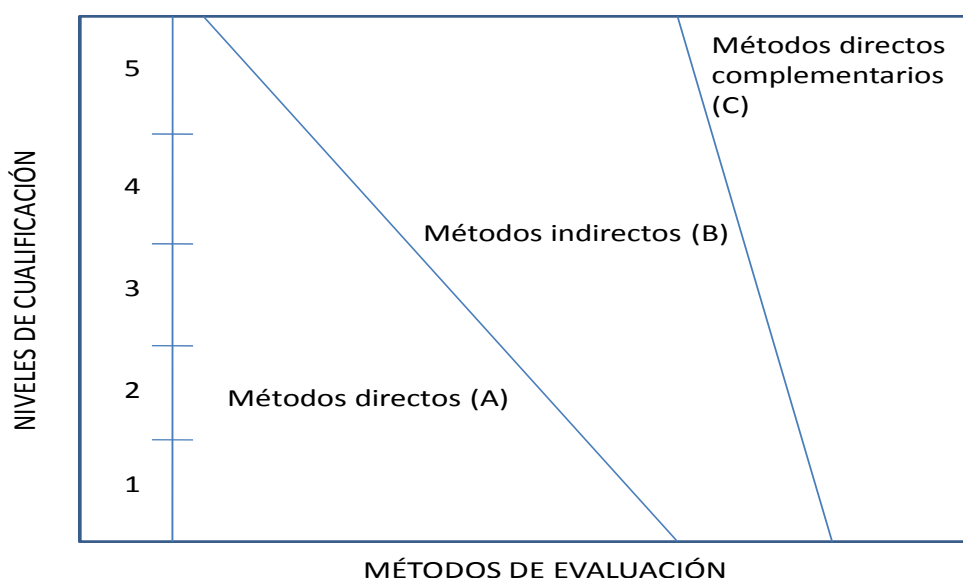 NIVELES DE CUALIFICACIÓN
5
4
3
2
1
Métodos directos
complementarios
(C)
Métodos indirectos (B)
Métodos directos (A)
MÉTODOS DE EVALUACIÓN